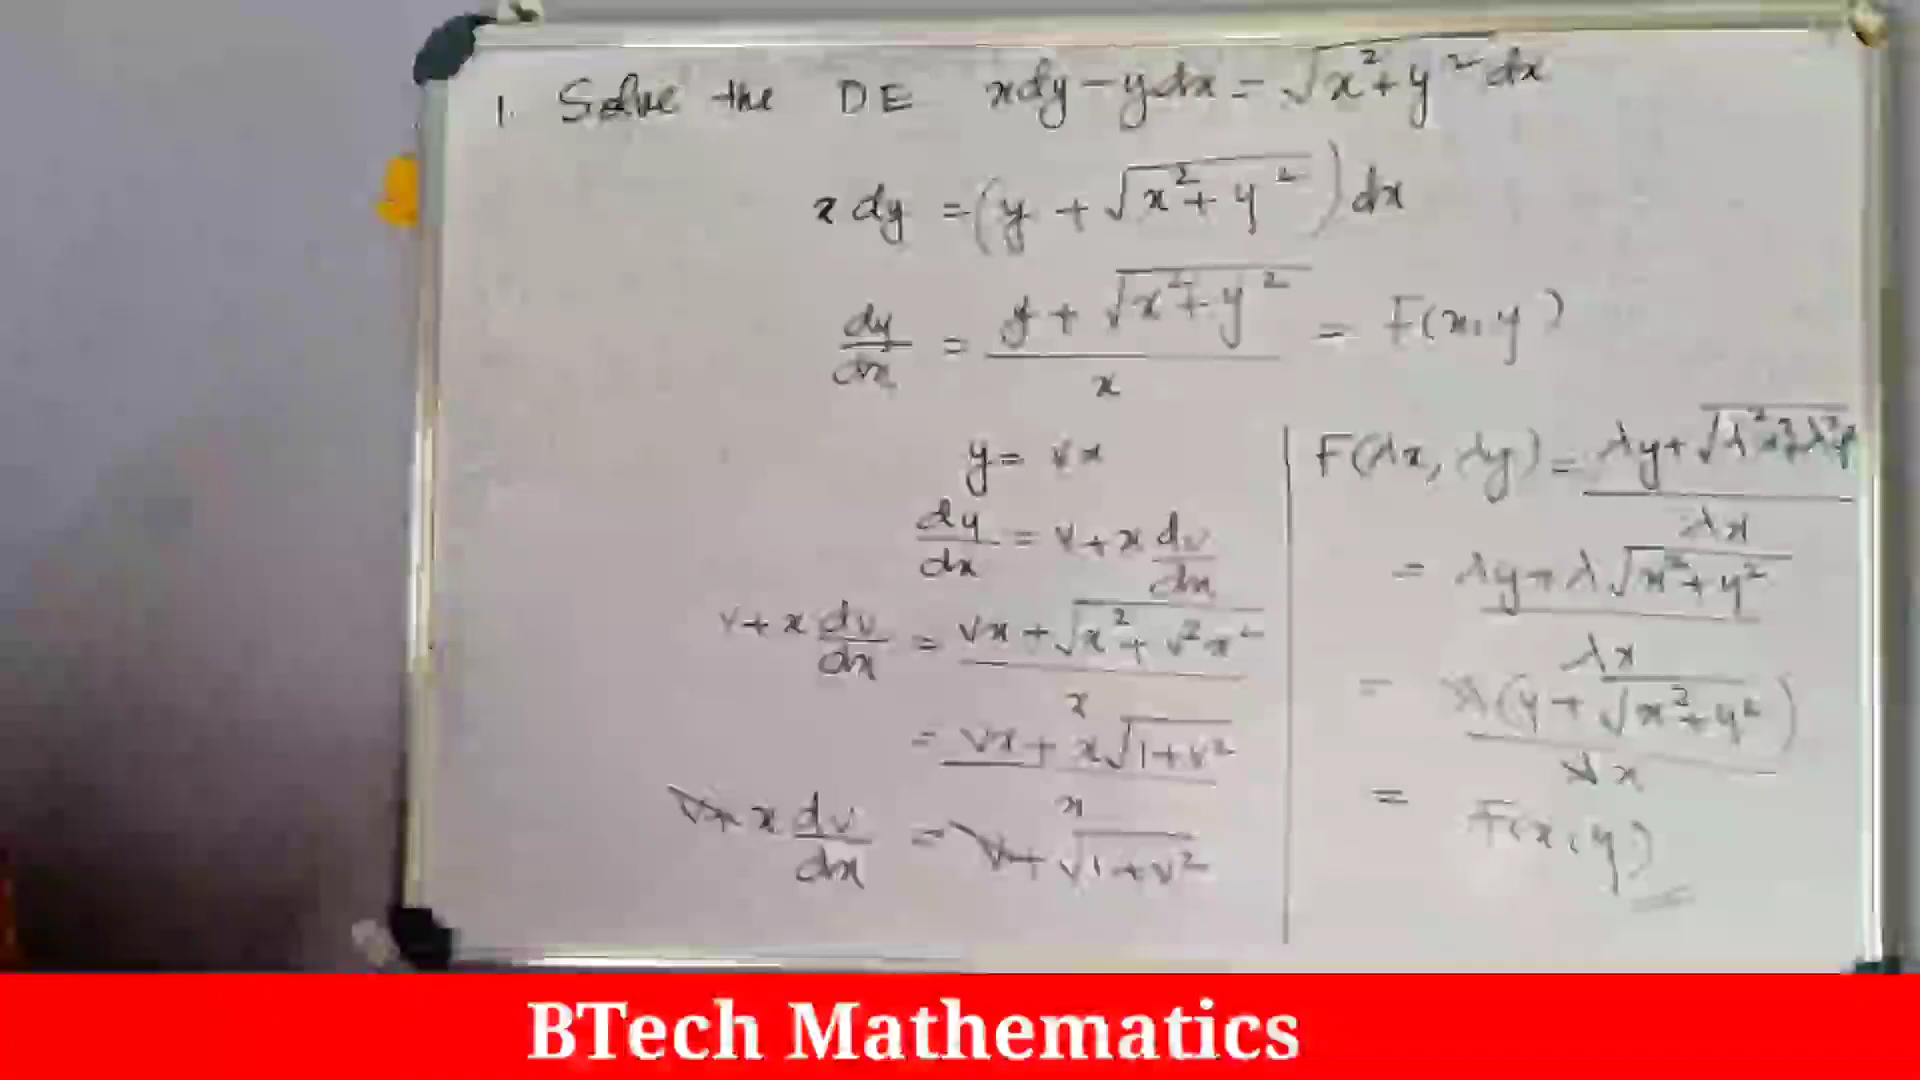 1. Solve the DE xdy-ydx = √x²+y² dx
x dy = (y + √x²+y²) dx
dy/dx = y + √x²+y² / x = F(x,y)
y = vx
dy/dx = v+x dv/dx
v+x dv/dx = vx+√x²+v²x² / x
= vx+x√1+v² / x
v+x dv/dx = v+√1+v²
F(λx, λy) = λy+√λ²x²+λ²y² / λx
= λy+λ√x²+y² / λx
= λ(y+√x²+y²) / λx
= F(x,y)
BTech Mathematics